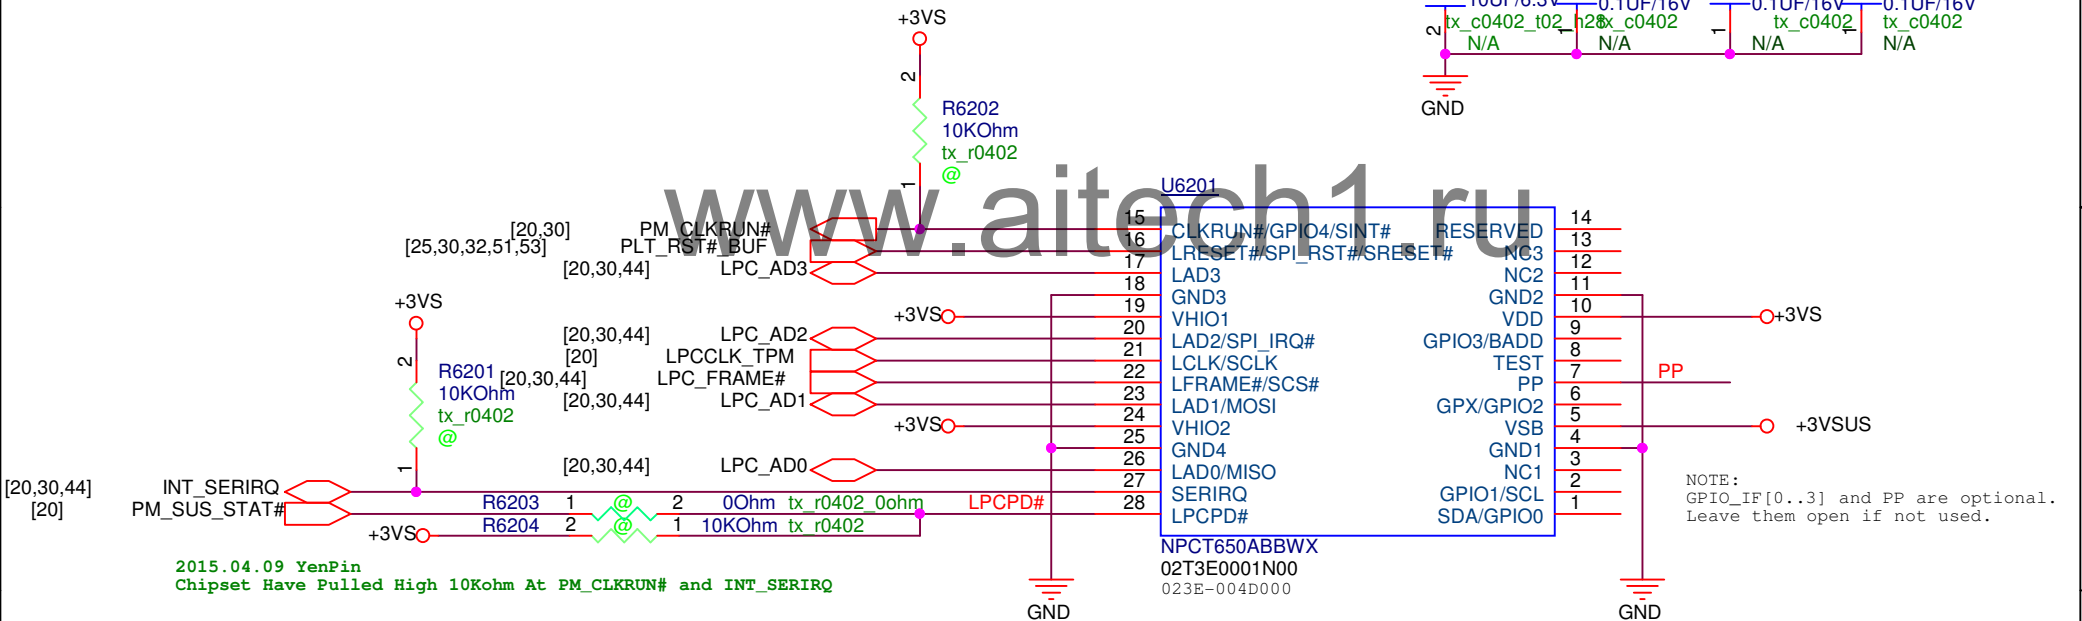 +3VS
10UF/6.3V
0.1UF/16V
0.1UF/16V
0.1UF/16V
tx_c0402_t02_h28
tx_c0402
tx_c0402
tx_c0402
2
1
1
1
N/A
N/A
N/A
N/A
GND
2
R6202
10KOhm
tx_r0402
@
1
www.aitech1.ru
U6201
[20,30] PM_CLKRUN# 15 CLKRUN#/GPIO4/SINT# RESERVED 14
[25,30,32,51,53] PLT_RST#_BUF 16 LRESET#/SPI_RST#/SRESET# NC3 13
[20,30,44] LPC_AD3 17 LAD3 NC2 12
18 GND3 GND2 11
+3VS 19 VHIO1 VDD 10 +3VS
[20,30,44] LPC_AD2 20 LAD2/SPI_IRQ# GPIO3/BADD 9
[20] LPCCLK_TPM 21 LCLK/SCLK TEST 8
[20,30,44] LPC_FRAME# 22 LFRAME#/SCS# PP 7 PP
[20,30,44] LPC_AD1 23 LAD1/MOSI GPX/GPIO2 6
+3VS 24 VHIO2 VSB 5 +3VSUS
25 GND4 GND1 4
[20,30,44] LPC_AD0 26 LAD0/MISO NC1 3
+3VS
2
R6201
10KOhm
tx_r0402
@
1
[20,30,44] INT_SERIRQ 27 SERIRQ GPIO1/SCL 2
[20] PM_SUS_STAT# R6203 1 @ 2 0Ohm tx_r0402_0ohm LPCPD# 28 LPCPD# SDA/GPIO0 1
+3VS R6204 2 @ 1 10KOhm tx_r0402
NOTE:
GPIO_IF[0..3] and PP are optional.
Leave them open if not used.
NPCT650ABBWX
02T3E0001N00
023E-004D000
2015.04.09 YenPin
Chipset Have Pulled High 10Kohm At PM_CLKRUN# and INT_SERIRQ
GND
GND